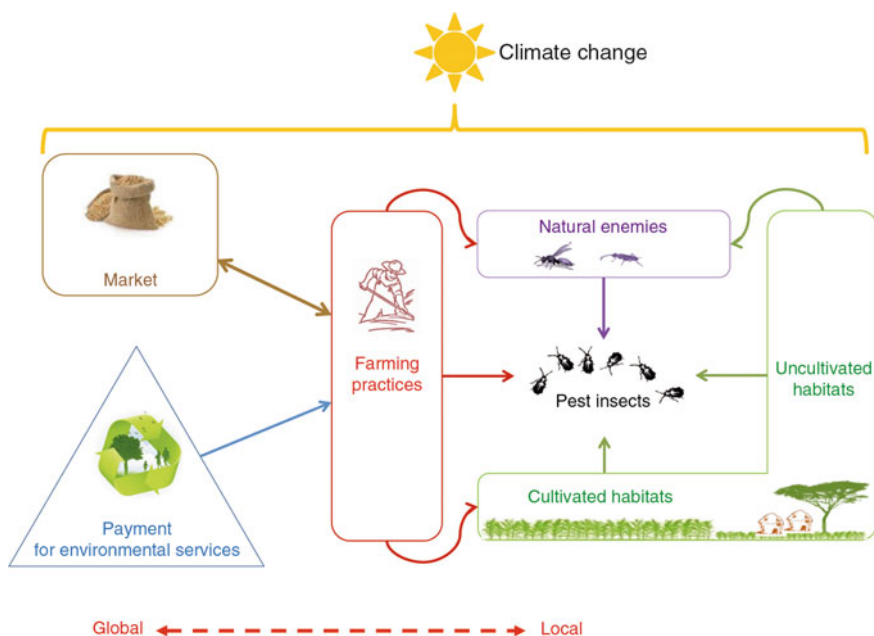 Climate change
Market
Natural enemies
Farming
practices
Pest insects
Uncultivated
habitats
Cultivated habitats
Payment
for environmental services
Global
Local